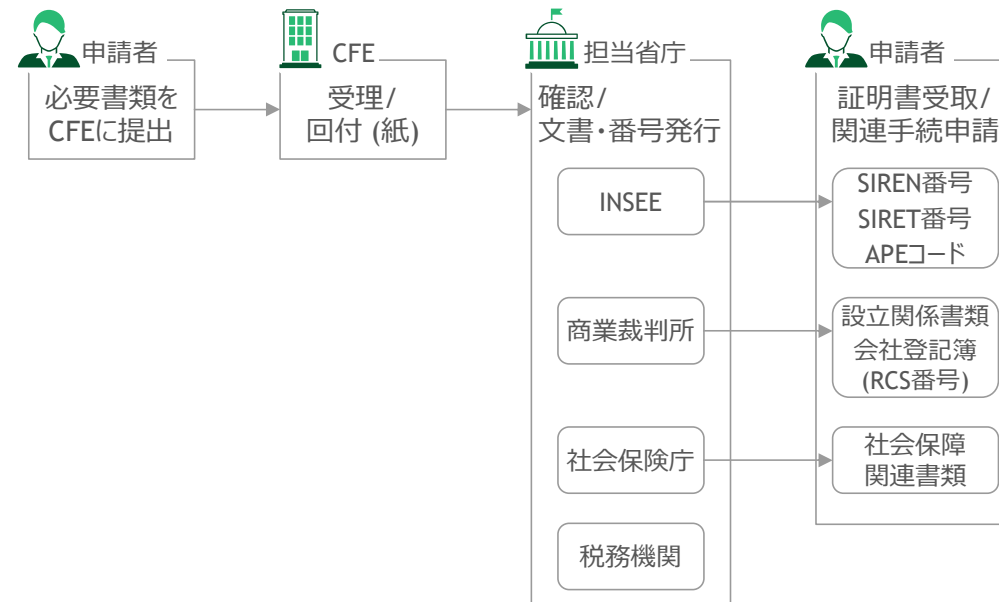 申請者
必要書類を
CFEに提出
CFE
受理/
回付 (紙)
担当省庁
確認/
文書・番号発行
INSEE
商業裁判所
社会保険庁
税務機関
申請者
証明書受取/
関連手続申請
SIREN番号
SIRET番号
APEコード
設立関係書類
会社登記簿
(RCS番号)
社会保障
関連書類